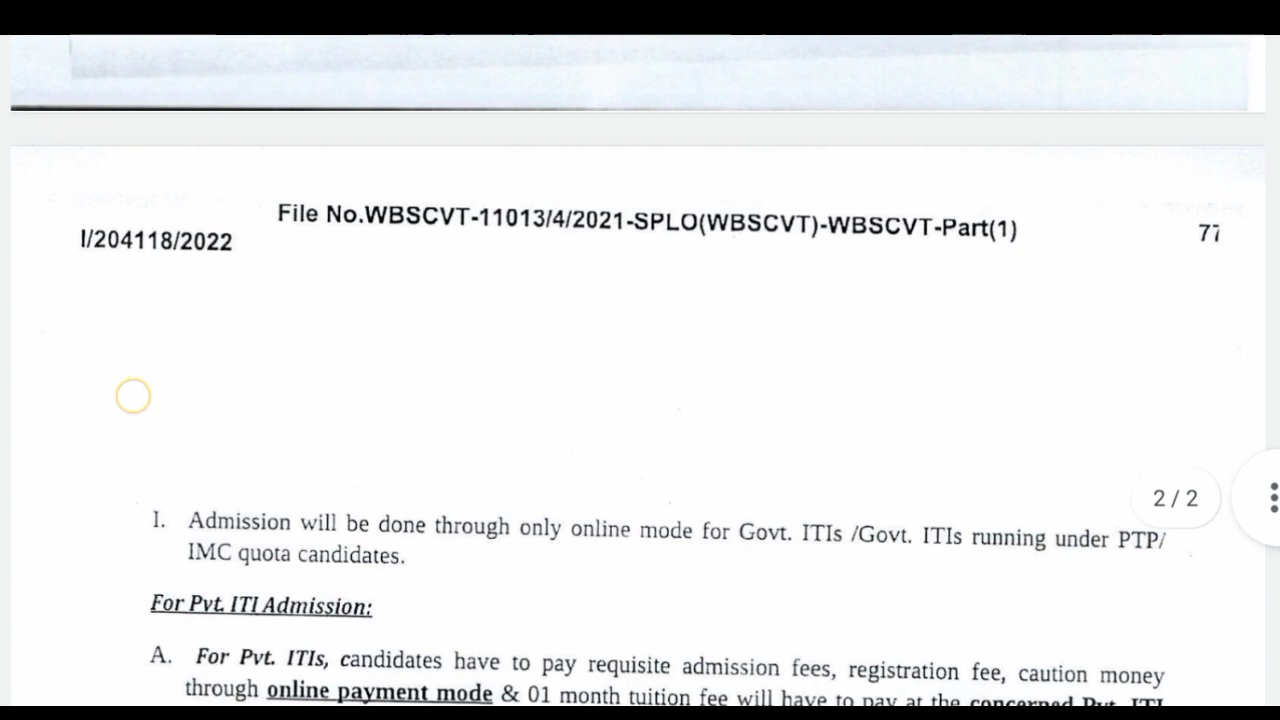 File No.WBSCVT-11013/4/2021-SPLO(WBSCVT)-WBSCVT-Part(1)
I/204118/2022
77
2 / 2
I. Admission will be done through only online mode for Govt. ITIs /Govt. ITIs running under PTP/
IMC quota candidates.
For Pvt. ITI Admission:
A. For Pvt. ITIs, candidates have to pay requisite admission fees, registration fee, caution money
through online payment mode & 01 month tuition fee will have to pay at the concerned Pvt. ITI